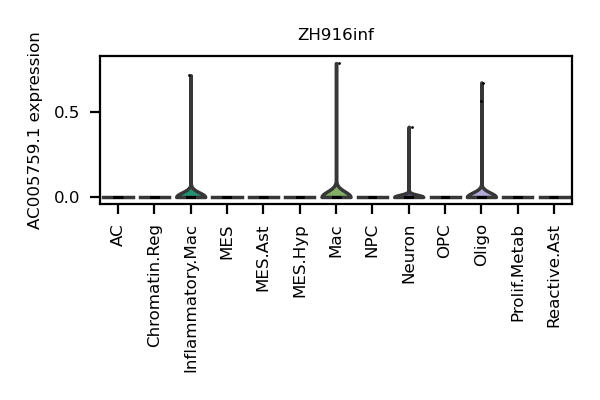 ZH916inf
AC005759.1 expression
0.5
0.0
AC
Chromatin.Reg
Inflammatory.Mac
MES
MES.Ast
MES.Hyp
Mac
NPC
Neuron
OPC
Oligo
Prolif.Metab
Reactive.Ast